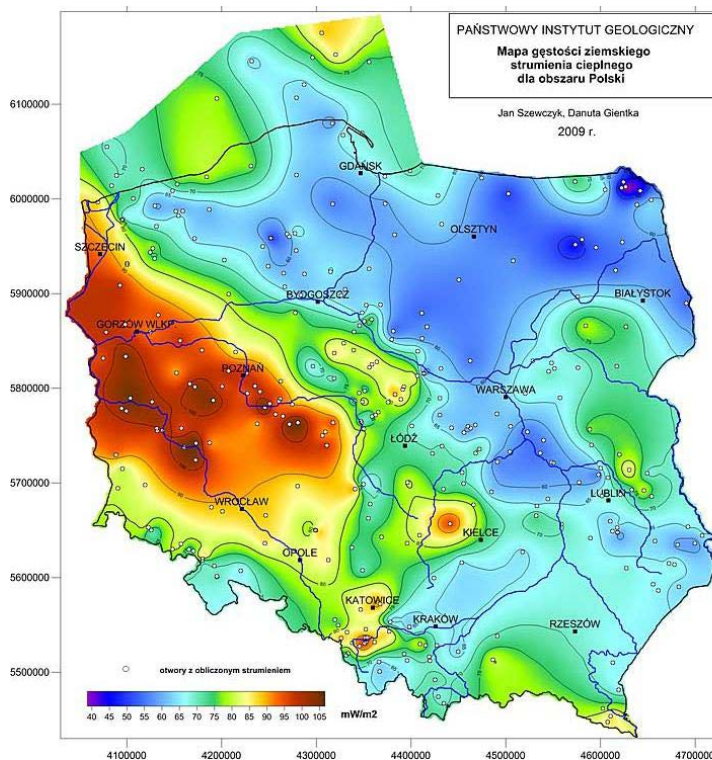 PAŃSTWOWY INSTYTUT GEOLOGICZNY
Mapa gęstości ziemskiego
strumienia cieplnego
dla obszaru Polski
Jan Szewczyk, Danuta Gientka
2009 r.
6100000
GDAŃSK
6000000
OLSZTYN
SZCZECIN
5900000
BYDGOSZCZ
BIAŁYSTOK
GORZÓW WLKP
POZNAŃ
5800000
WARSZAWA
ŁÓDŹ
5700000
WROCŁAW
LUBLIN
KIELCE
OPOLE
5600000
KATOWICE
KRAKÓW
RZESZÓW
5500000
otwory z obliczonym strumieniem
40 45 50 55 60 65 70 75 80 85 90 95 100 105 mW/m2
4100000 4200000 4300000 4400000 4500000 4600000 4700000